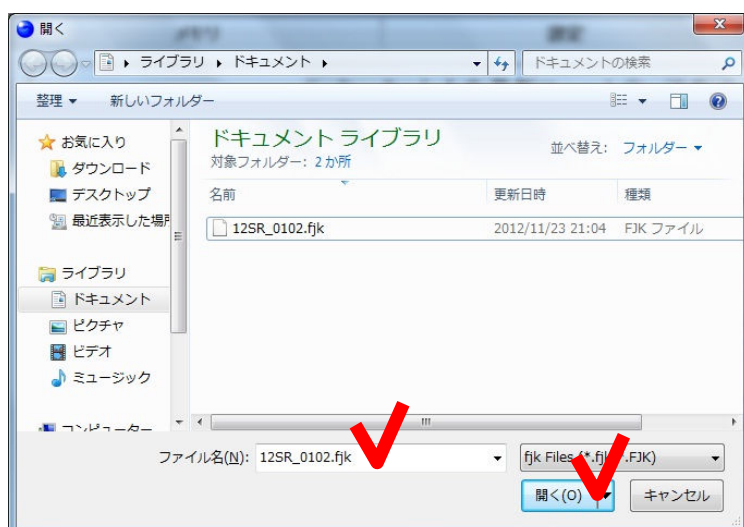 開く
ライブラリ ▸ ドキュメント ▸
ドキュメントの検索
整理 ▼ 新しいフォルダー
お気に入り
ダウンロード
デスクトップ
最近表示した場所
ライブラリ
ドキュメント
ピクチャ
ビデオ
ミュージック
コンピューター
ドキュメント ライブラリ
対象フォルダー: 2 か所
並べ替え: フォルダー ▼
名前 更新日時 種類
12SR_0102.fjk 2012/11/23 21:04 FJK ファイル
ファイル名(N): 12SR_0102.fjk
fjk Files (*.fjk *.FJK)
開く(O)
キャンセル